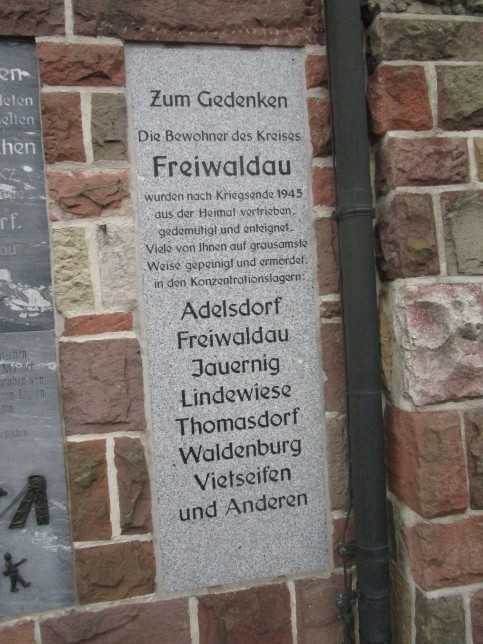 Zum Gedenken
Die Bewohner des Kreises
Freiwaldau
wurden nach Kriegsende 1945
aus der Heimat vertrieben,
gedemütigt und enteignet.
Viele von Ihnen auf grausamste
Weise gepeinigt und ermordet,
in den Konzentrationslagern:
Adelsdorf
Freiwaldau
Jauernig
Lindewiese
Thomasdorf
Waldenburg
Vietseifen
und Anderen